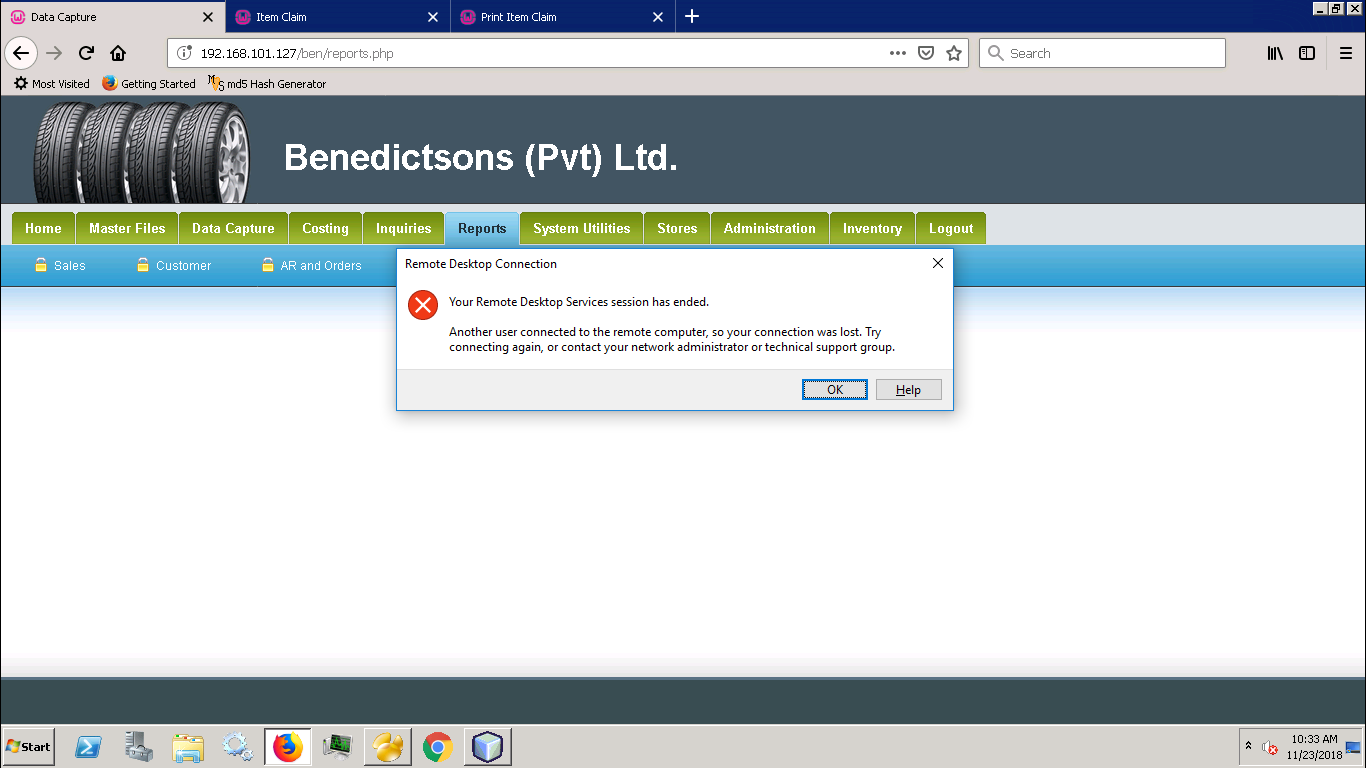 Data Capture
Item Claim
Print Item Claim
192.168.101.127/ben/reports.php
Search
Most Visited
Getting Started
md5 Hash Generator
Benedictsons (Pvt) Ltd.
Home Master Files Data Capture Costing Inquiries Reports System Utilities Stores Administration Inventory Logout
Sales Customer AR and Orders
Remote Desktop Connection
Your Remote Desktop Services session has ended.
Another user connected to the remote computer, so your connection was lost. Try
connecting again, or contact your network administrator or technical support group.
OK Help
Start
10:33 AM
11/23/2018